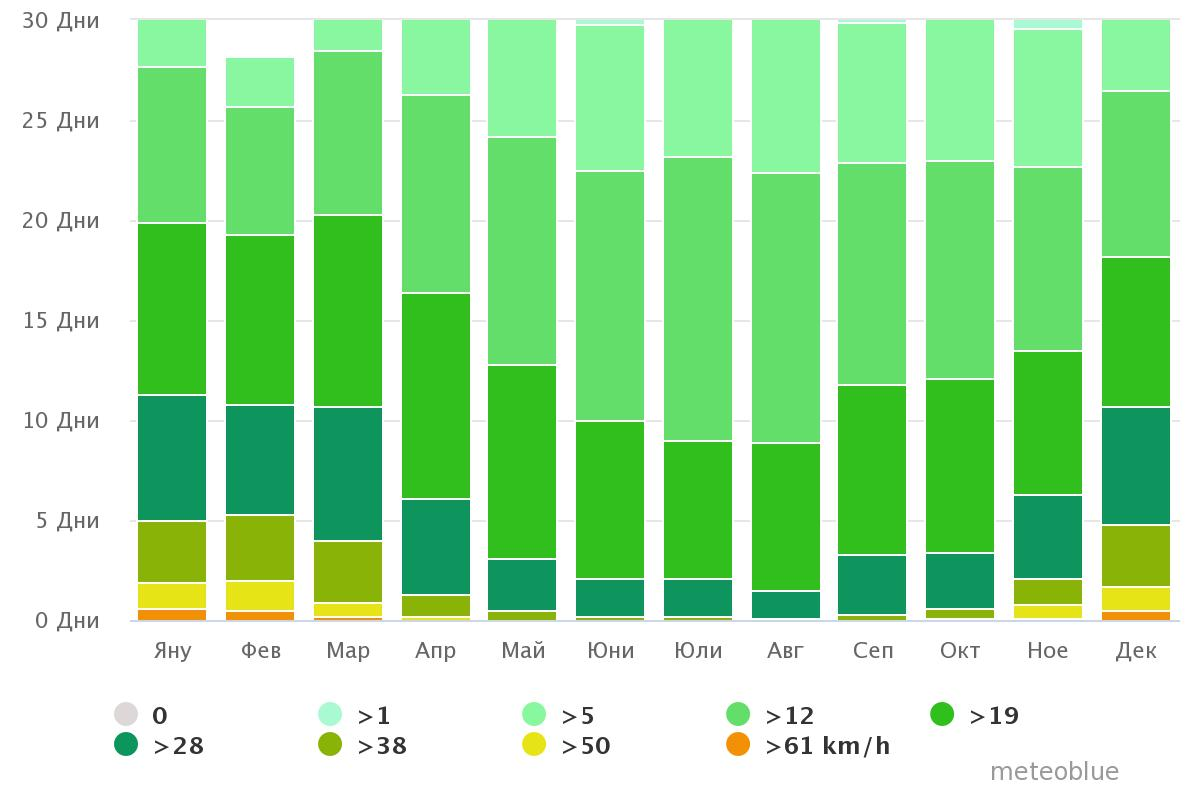 30 Дни
25 Дни
20 Дни
15 Дни
10 Дни
5 Дни
0 Дни
Яну Фев Мар Апр Май Юни Юли Авг Сеп Окт Ное Дек
0 >1 >5 >12 >19
>28 >38 >50 >61 km/h
meteoblue